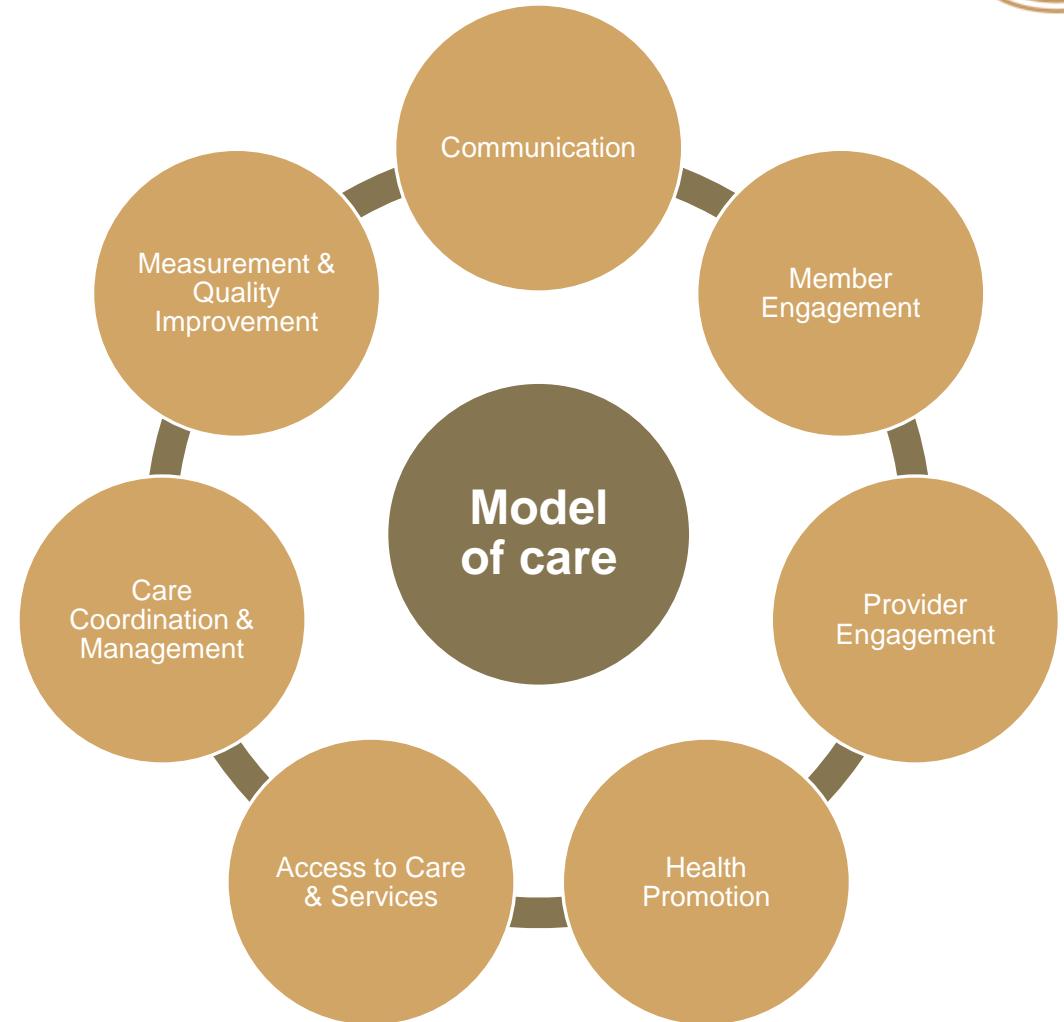 Communication
Member
Engagement
Provider
Engagement
Health
Promotion
Access to Care
& Services
Care
Coordination &
Management
Measurement &
Quality
Improvement
Model
of care